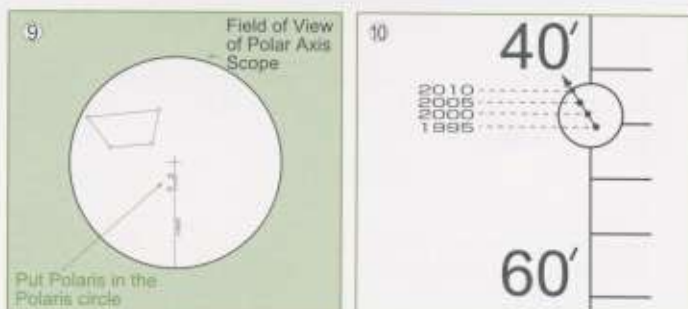 9
Field of View
of Polar Axis
Scope
Put Polaris in the
Polaris circle
10
40′
2010
2005
2000
1995
60′